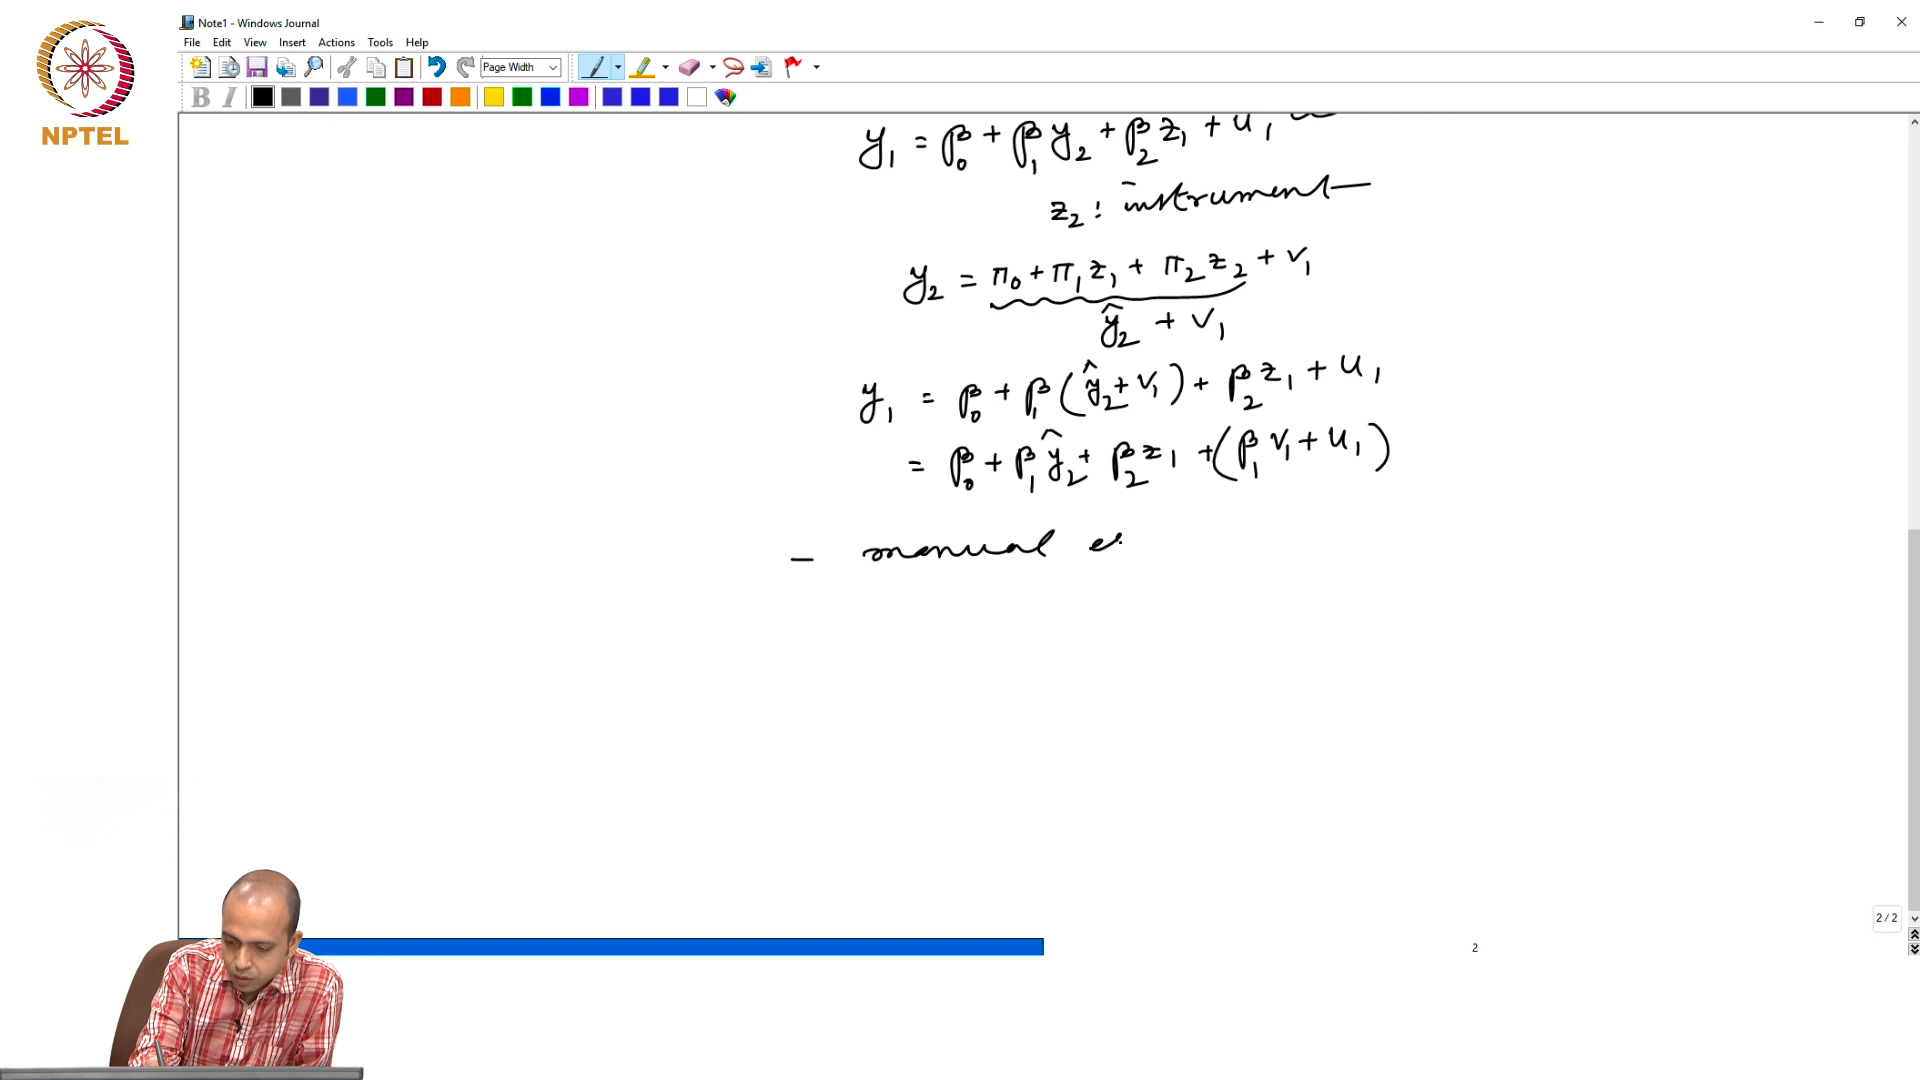 NPTEL
Note1 - Windows Journal
File Edit View Insert Actions Tools Help
Page Width
B I
y₁ = β₀ + β₁ y₂ + β₂ z₁ + u₁
z₂ : instrument
y₂ = π₀ + π₁ z₁ + π₂ z₂ + v₁
ŷ₂ + v₁
y₁ = β₀ + β₁ (ŷ₂ + v₁) + β₂ z₁ + u₁
= β₀ + β₁ ŷ₂ + β₂ z₁ + (β₁ v₁ + u₁)
– manual
2 / 2
2